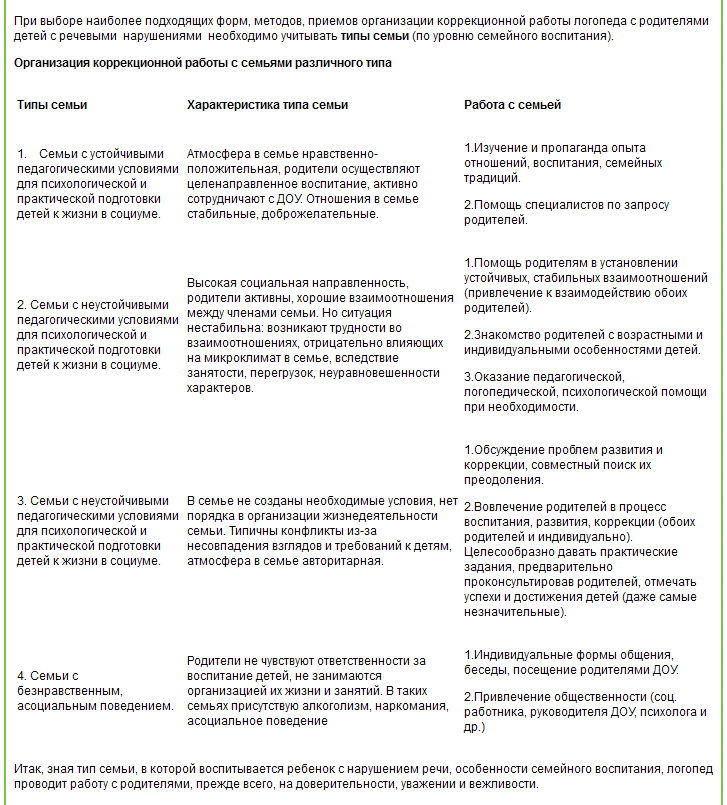 При выборе наиболее подходящих форм, методов, приемов организации коррекционной работы логопеда с родителями
детей с речевыми нарушениями необходимо учитывать типы семьи (по уровню семейного воспитания).
Организация коррекционной работы с семьями различного типа
Типы семьи
Характеристика типа семьи
Работа с семьей
1. Семьи с устойчивыми
педагогическими условиями
для психологической и
практической подготовки
детей к жизни в социуме.
Атмосфера в семье нравственно-
положительная, родители осуществляют
целенаправленное воспитание, активно
сотрудничают с ДОУ. Отношения в семье
стабильные, доброжелательные.
1.Изучение и пропаганда опыта
отношений, воспитания, семейных
традиций.
2.Помощь специалистов по запросу
родителей.
2. Семьи с неустойчивыми
педагогическими условиями
для психологической и
практической подготовки
детей к жизни в социуме.
Высокая социальная направленность,
родители активны, хорошие взаимоотношения
между членами семьи. Но ситуация
нестабильна: возникают трудности во
взаимоотношениях, отрицательно влияющих
на микроклимат в семье, вследствие
занятости, перегрузок, неуравновешенности
характеров.
1.Помощь родителям в установлении
устойчивых, стабильных взаимоотношений
(привлечение к взаимодействию обоих
родителей).
2.Знакомство родителей с возрастными и
индивидуальными особенностями детей.
3.Оказание педагогической,
логопедической, психологической помощи
при необходимости.
3. Семьи с неустойчивыми
педагогическими условиями
для психологической и
практической подготовки
детей к жизни в социуме.
В семье не созданы необходимые условия, нет
порядка в организации жизнедеятельности
семьи. Типичны конфликты из-за
несовпадения взглядов и требований к детям,
атмосфера в семье авторитарная.
1.Обсуждение проблем развития и
коррекции, совместный поиск их
преодоления.
2.Вовлечение родителей в процесс
воспитания, развития, коррекции (обоих
родителей и индивидуально).
Целесообразно давать практические
задания, предварительно
проконсультировав родителей, отмечать
успехи и достижения детей (даже самые
незначительные).
4. Семьи с
безнравственным,
асоциальным поведением.
Родители не чувствуют ответственности за
воспитание детей, не занимаются
организацией их жизни и занятий. В таких
семьях присутствую алкоголизм, наркомания,
асоциальное поведение
1.Индивидуальные формы общения,
беседы, посещение родителями ДОУ.
2.Привлечение общественности (соц.
работника, руководителя ДОУ, психолога и
др.)
Итак, зная тип семьи, в которой воспитывается ребенок с нарушением речи, особенности семейного воспитания, логопед
проводит работу с родителями, прежде всего, на доверительности, уважении и вежливости.